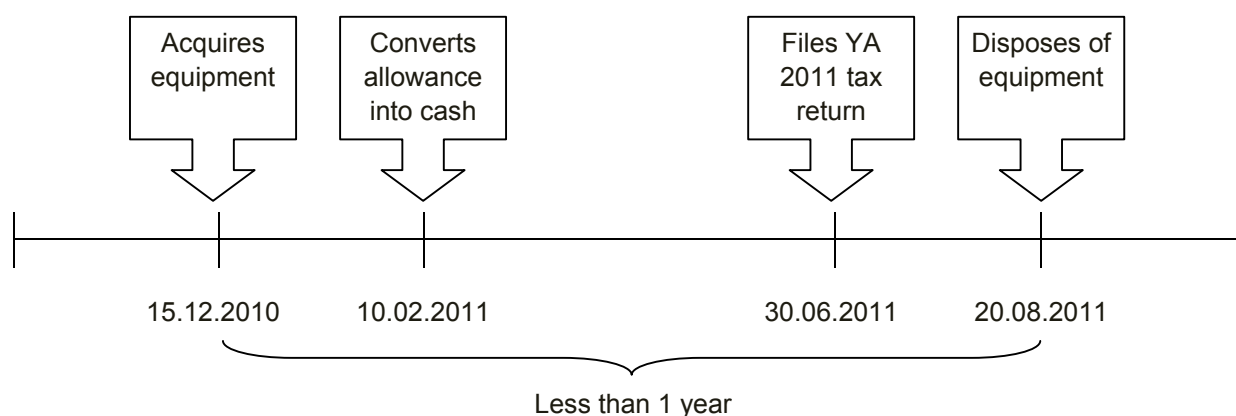 Acquires
equipment
Converts
allowance
into cash
Files YA
2011 tax
return
Disposes of
equipment
15.12.2010
10.02.2011
30.06.2011
20.08.2011
Less than 1 year